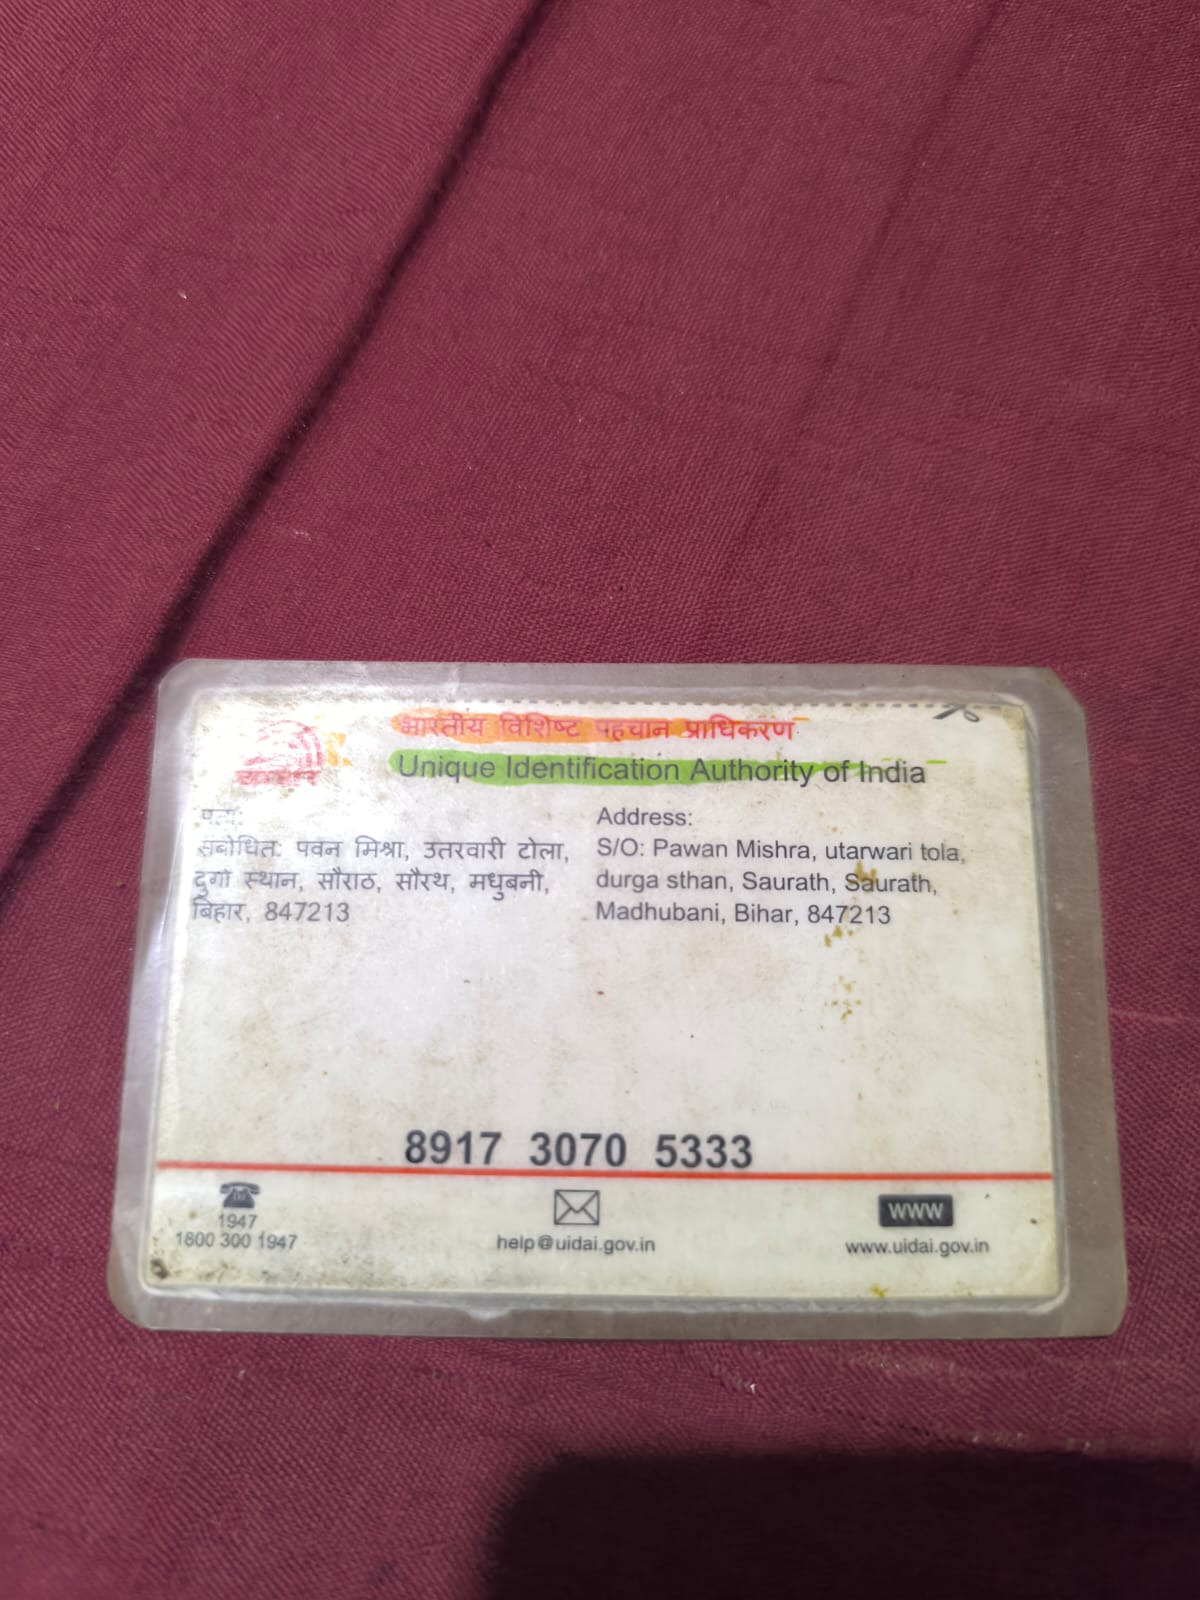 भारतीय विशिष्ट पहचान प्राधिकरण
Unique Identification Authority of India
पता:
संबोधित: पवन मिश्रा, उतरवारी टोला,
दुर्गा स्थान, सौराठ, सौरथ, मधुबनी,
बिहार, 847213
Address:
S/O: Pawan Mishra, utarwari tola,
durga sthan, Saurath, Saurath,
Madhubani, Bihar, 847213
8917 3070 5333
1947
1800 300 1947
help@uidai.gov.in
WWW
www.uidai.gov.in